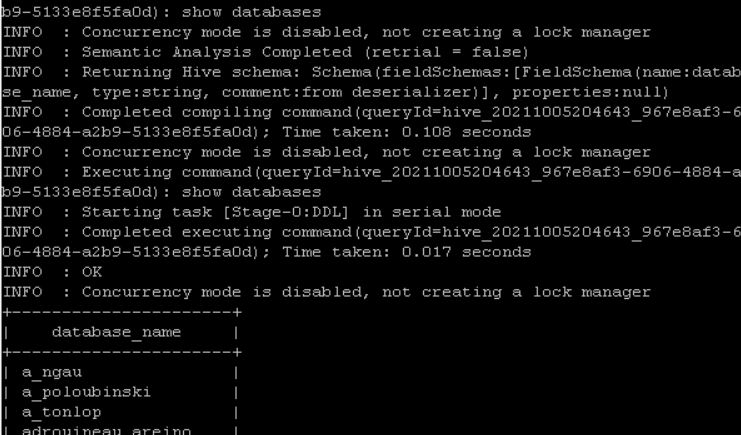 b9-5133e8f5fa0d): show databases
INFO  : Concurrency mode is disabled, not creating a lock manager
INFO  : Semantic Analysis Completed (retrial = false)
INFO  : Returning Hive schema: Schema(fieldSchemas:[FieldSchema(name:datab
se_name, type:string, comment:from deserializer)], properties:null)
INFO  : Completed compiling command(queryId=hive_20211005204643_967e8af3-6
06-4884-a2b9-5133e8f5fa0d); Time taken: 0.108 seconds
INFO  : Concurrency mode is disabled, not creating a lock manager
INFO  : Executing command(queryId=hive_20211005204643_967e8af3-6906-4884-a
b9-5133e8f5fa0d): show databases
INFO  : Starting task [Stage-0:DDL] in serial mode
INFO  : Completed executing command(queryId=hive_20211005204643_967e8af3-6
06-4884-a2b9-5133e8f5fa0d); Time taken: 0.017 seconds
INFO  : OK
INFO  : Concurrency mode is disabled, not creating a lock manager
+-----------------------+
|     database_name     |
+-----------------------+
| a_ngau                |
| a_poloubinski         |
| a_tonlop              |
| adrouineau_areino     |